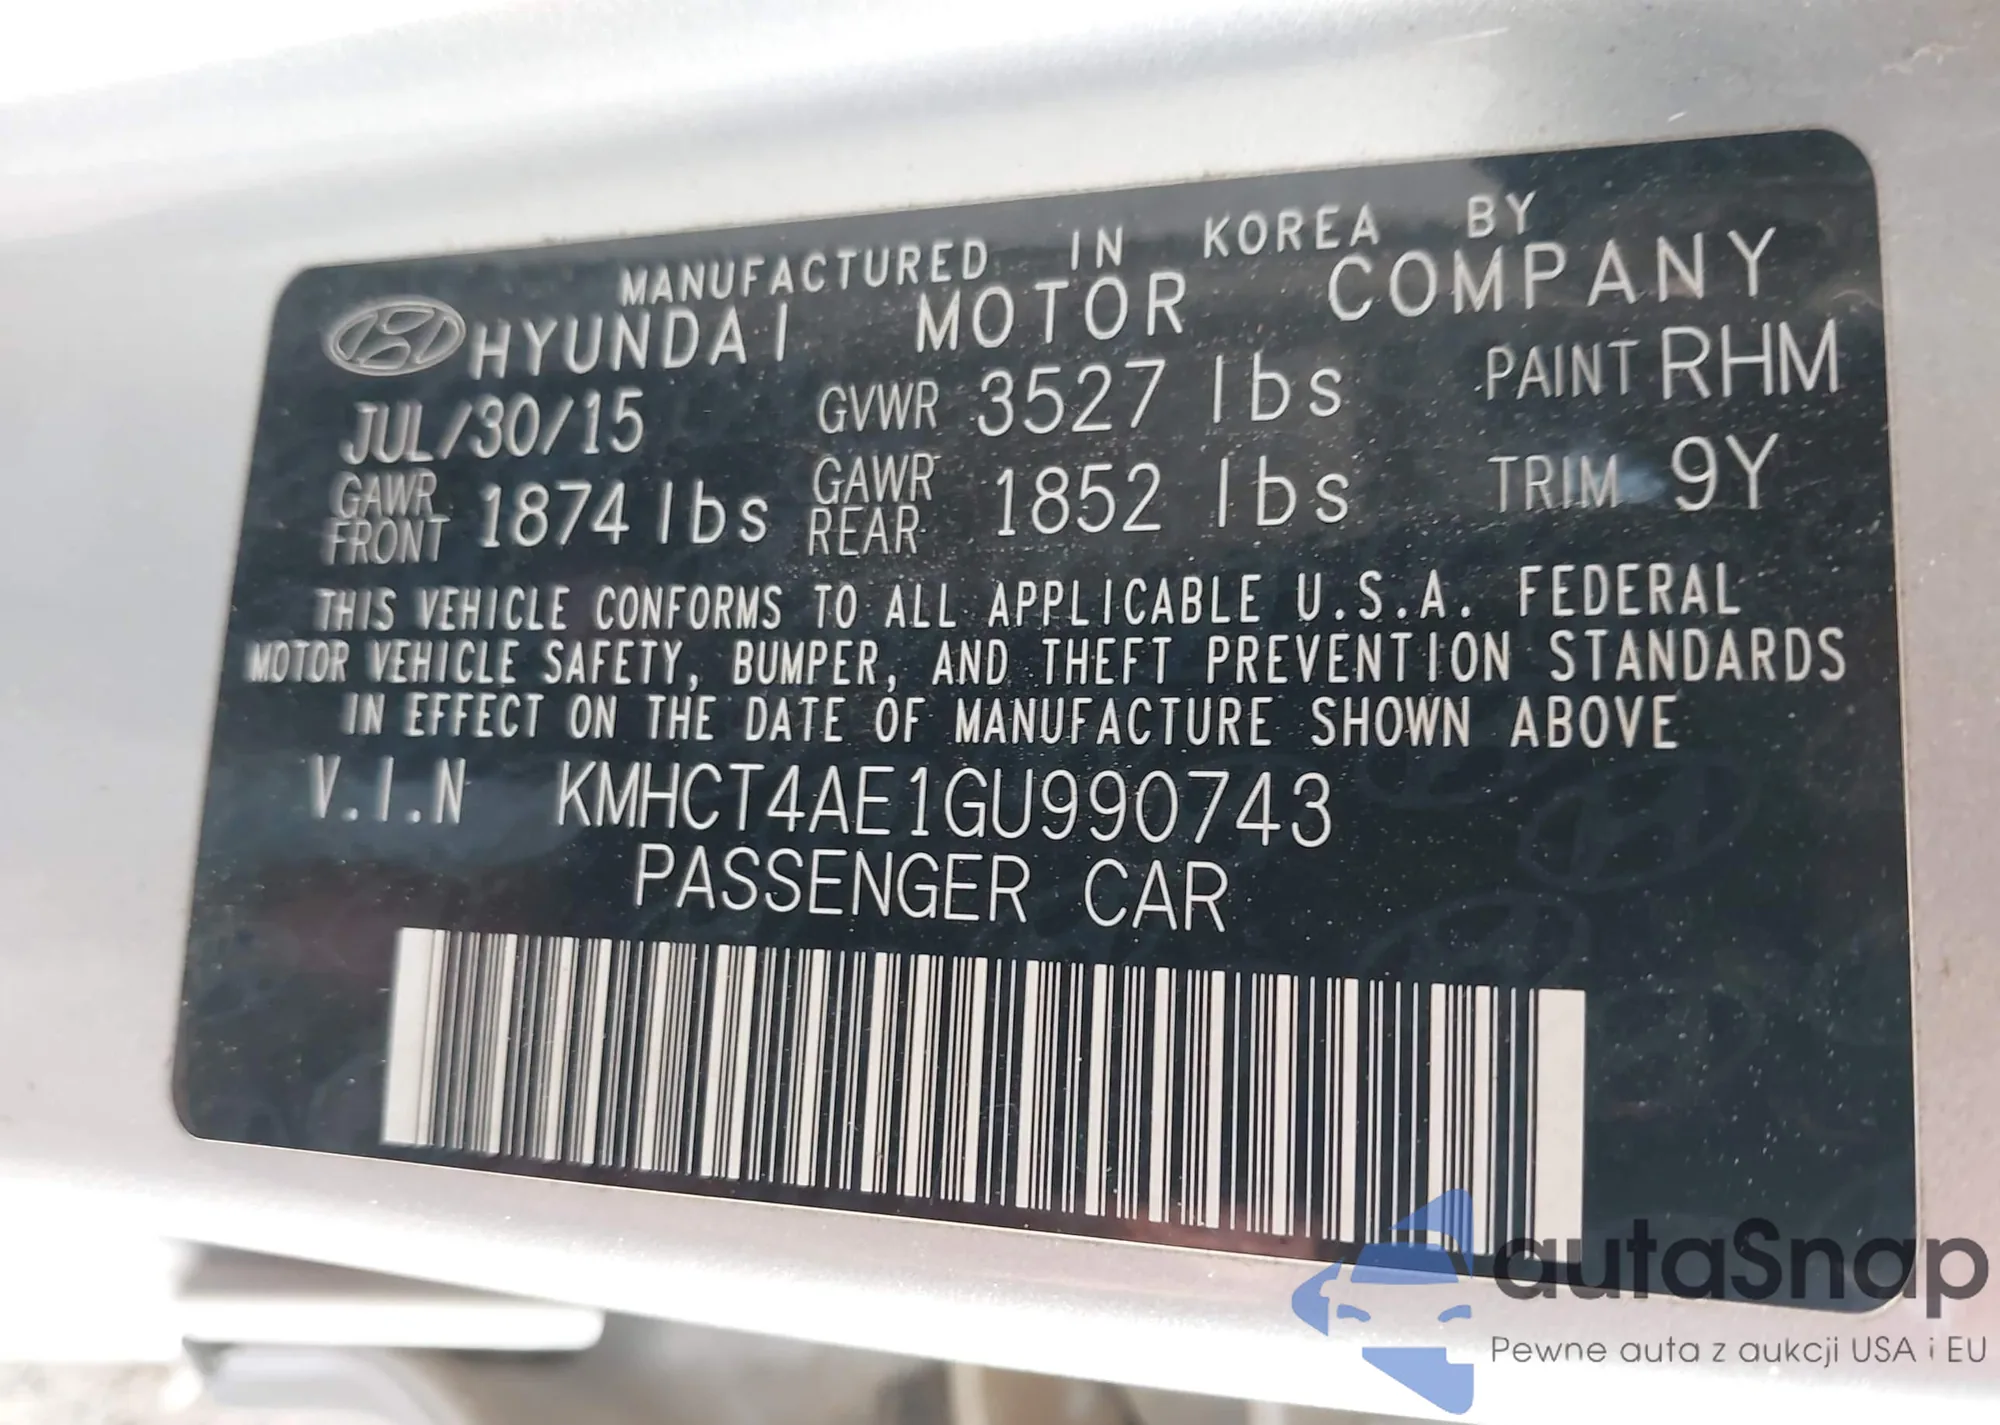 MANUFACTURED IN KOREA BY
HYUNDAI MOTOR COMPANY
JUL/30/15 GVWR 3527 lbs PAINT RHM
GAWR FRONT 1874 lbs GAWR REAR 1852 lbs TRIM 9Y
THIS VEHICLE CONFORMS TO ALL APPLICABLE U.S.A. FEDERAL
MOTOR VEHICLE SAFETY, BUMPER, AND THEFT PREVENTION STANDARDS
IN EFFECT ON THE DATE OF MANUFACTURE SHOWN ABOVE
V.I.N KMHCT4AE1GU990743
PASSENGER CAR
autaSnap
Pewne auta z aukcji USA i EU